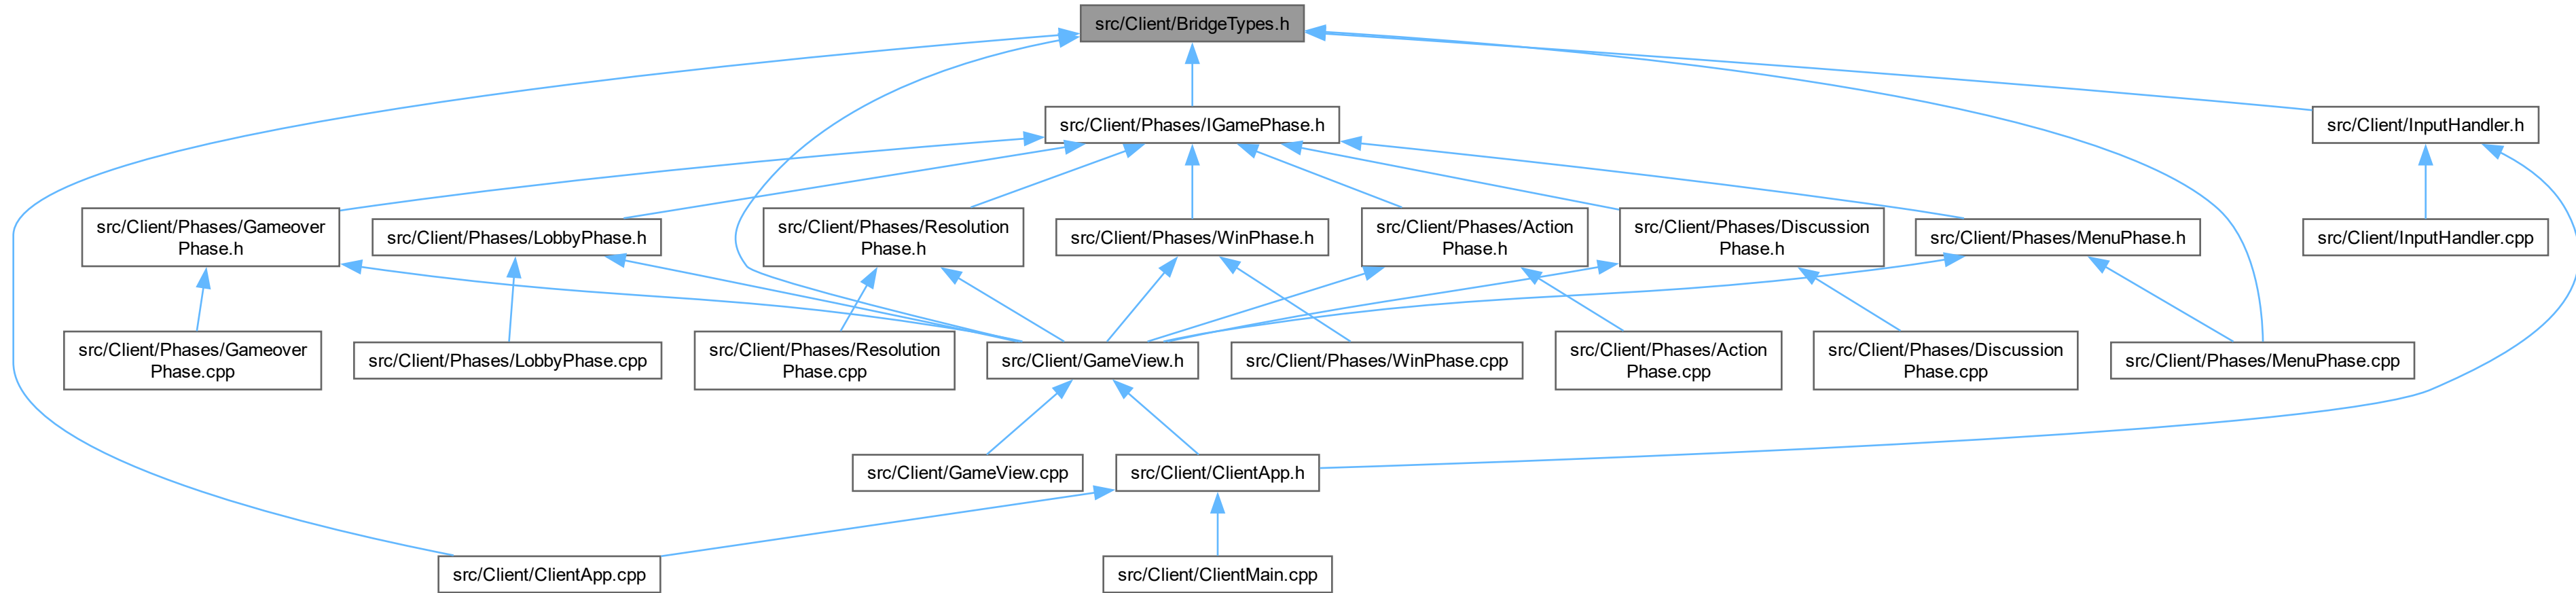 src/Client/BridgeTypes.h
src/Client/Phases/IGamePhase.h
src/Client/InputHandler.h
src/Client/Phases/Gameover
Phase.h
src/Client/Phases/LobbyPhase.h
src/Client/Phases/Resolution
Phase.h
src/Client/Phases/WinPhase.h
src/Client/Phases/Action
Phase.h
src/Client/Phases/Discussion
Phase.h
src/Client/Phases/MenuPhase.h
src/Client/InputHandler.cpp
src/Client/Phases/Gameover
Phase.cpp
src/Client/Phases/LobbyPhase.cpp
src/Client/Phases/Resolution
Phase.cpp
src/Client/GameView.h
src/Client/Phases/WinPhase.cpp
src/Client/Phases/Action
Phase.cpp
src/Client/Phases/Discussion
Phase.cpp
src/Client/Phases/MenuPhase.cpp
src/Client/GameView.cpp
src/Client/ClientApp.h
src/Client/ClientApp.cpp
src/Client/ClientMain.cpp